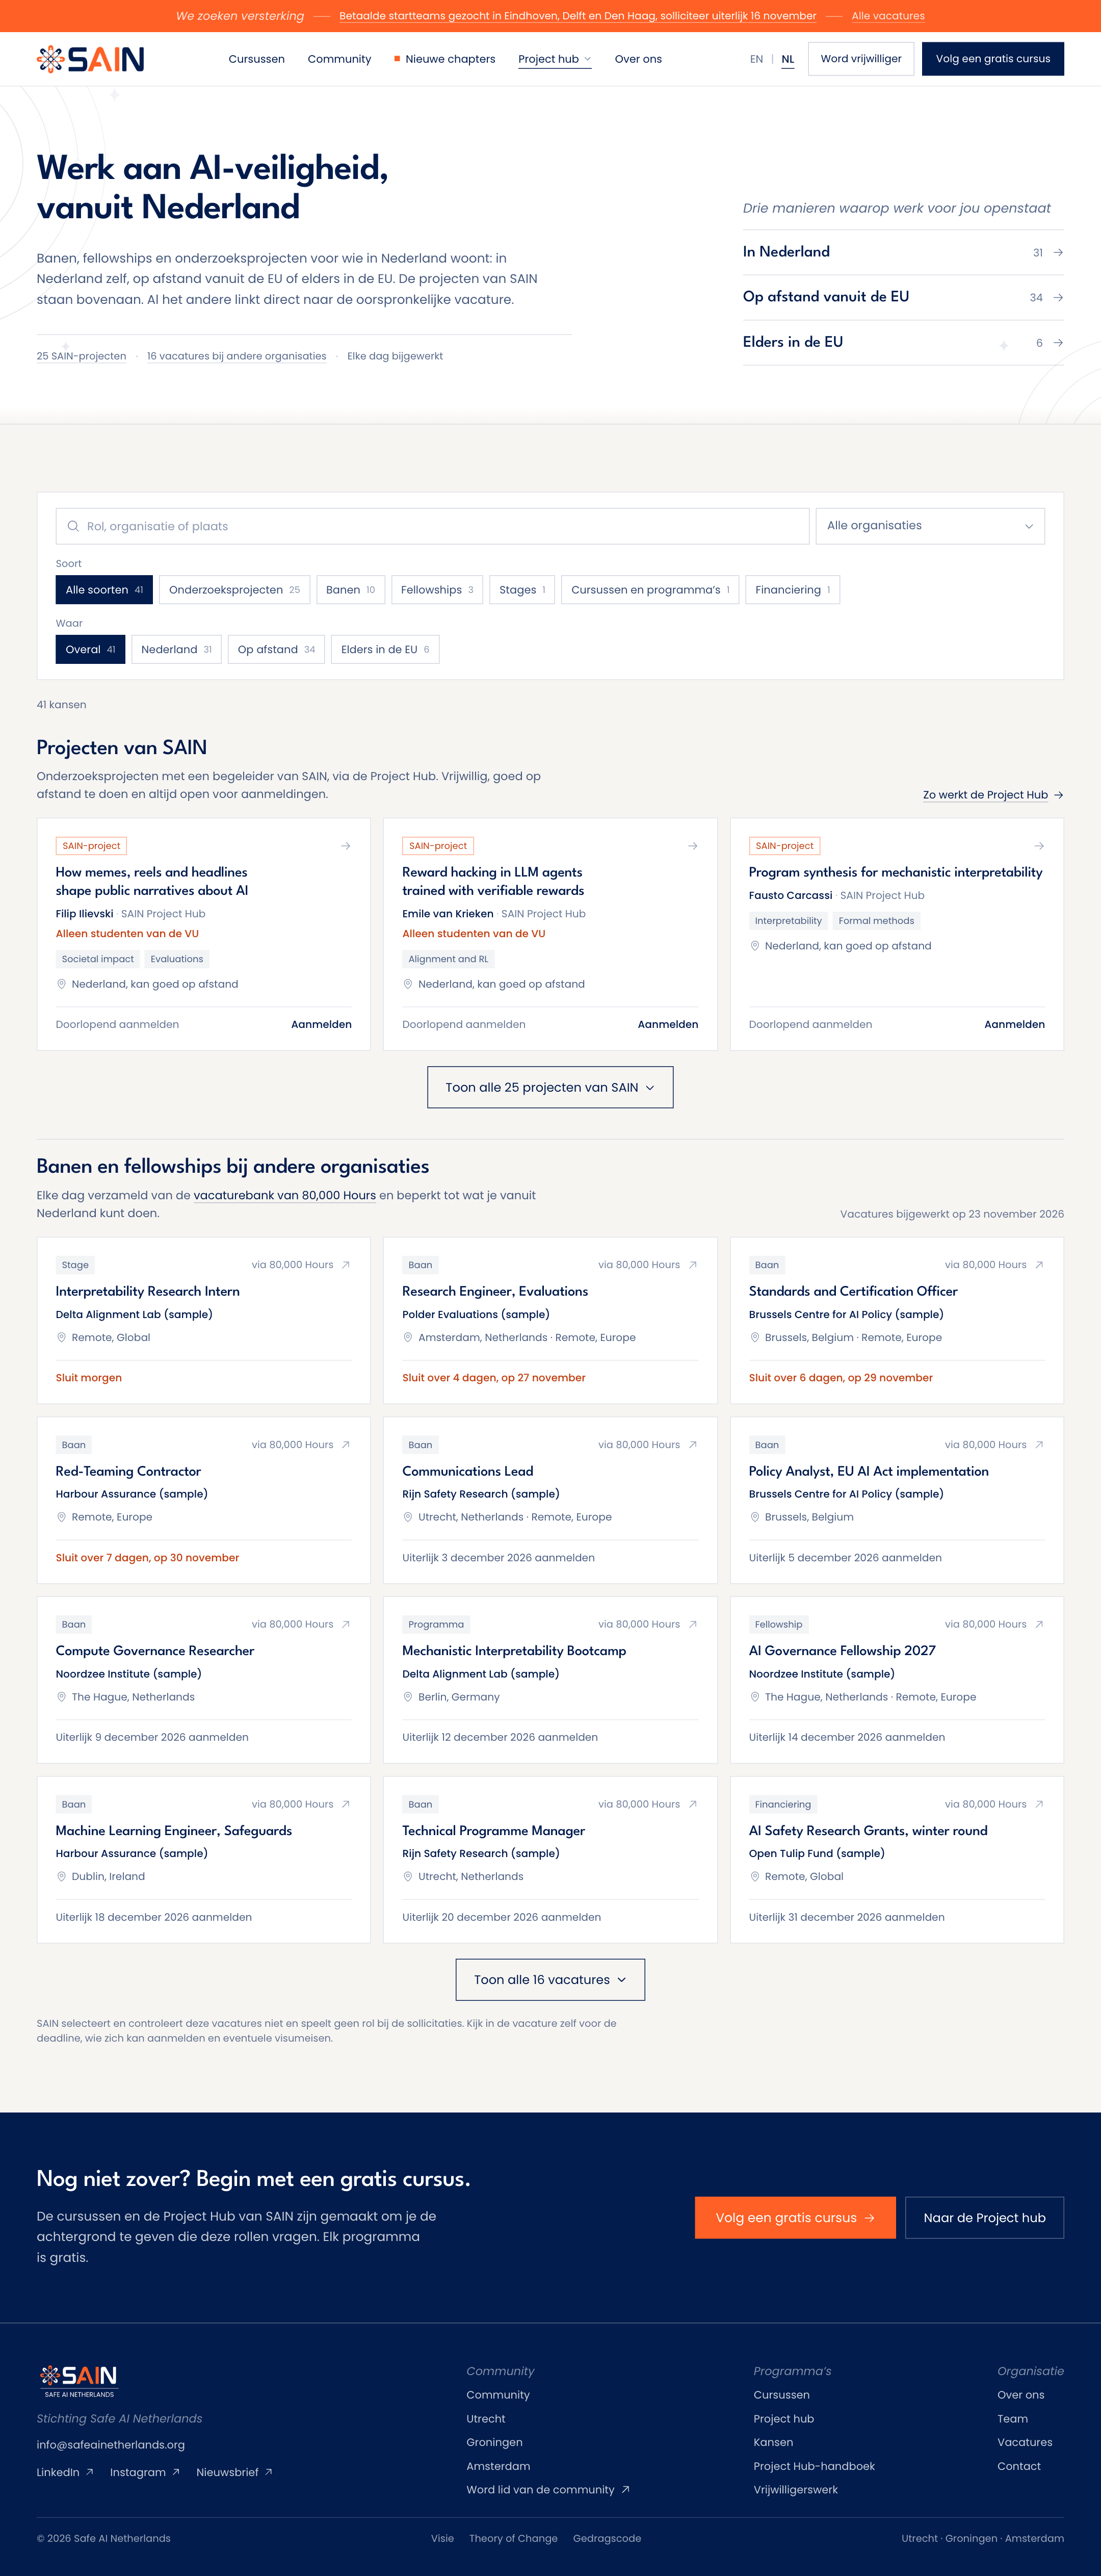 We zoeken versterking — Betaalde startteams gezocht in Eindhoven, Delft en Den Haag, solliciteer uiterlijk 16 november — Alle vacatures
SAIN Cursussen Community Nieuwe chapters Project hub Over ons EN | NL Word vrijwilliger Volg een gratis cursus
Werk aan AI-veiligheid,
vanuit Nederland
Banen, fellowships en onderzoeksprojecten voor wie in Nederland woont: in
Nederland zelf, op afstand vanuit de EU of elders in de EU. De projecten van SAIN
staan bovenaan. Al het andere linkt direct naar de oorspronkelijke vacature.
25 SAIN-projecten · 16 vacatures bij andere organisaties · Elke dag bijgewerkt
Drie manieren waarop werk voor jou openstaat
In Nederland 31 →
Op afstand vanuit de EU 34 →
Elders in de EU 6 →
Rol, organisatie of plaats Alle organisaties
Soort
Alle soorten 41 Onderzoeksprojecten 25 Banen 10 Fellowships 3 Stages 1 Cursussen en programma's 1 Financiering 1
Waar
Overal 41 Nederland 31 Op afstand 34 Elders in de EU 6
41 kansen
Projecten van SAIN
Onderzoeksprojecten met een begeleider van SAIN, via de Project Hub. Vrijwillig, goed op
afstand te doen en altijd open voor aanmeldingen.
Zo werkt de Project Hub →
SAIN-project →
How memes, reels and headlines
shape public narratives about AI
Filip Ilievski · SAIN Project Hub
Alleen studenten van de VU
Societal impact Evaluations
Nederland, kan goed op afstand
Doorlopend aanmelden Aanmelden
SAIN-project →
Reward hacking in LLM agents
trained with verifiable rewards
Emile van Krieken · SAIN Project Hub
Alleen studenten van de VU
Alignment and RL
Nederland, kan goed op afstand
Doorlopend aanmelden Aanmelden
SAIN-project →
Program synthesis for mechanistic interpretability
Fausto Carcassi · SAIN Project Hub
Interpretability Formal methods
Nederland, kan goed op afstand
Doorlopend aanmelden Aanmelden
Toon alle 25 projecten van SAIN
Banen en fellowships bij andere organisaties
Elke dag verzameld van de vacaturebank van 80,000 Hours en beperkt tot wat je vanuit
Nederland kunt doen.
Vacatures bijgewerkt op 23 november 2026
Stage via 80,000 Hours ↗
Interpretability Research Intern
Delta Alignment Lab (sample)
Remote, Global
Sluit morgen
Baan via 80,000 Hours ↗
Research Engineer, Evaluations
Polder Evaluations (sample)
Amsterdam, Netherlands · Remote, Europe
Sluit over 4 dagen, op 27 november
Baan via 80,000 Hours ↗
Standards and Certification Officer
Brussels Centre for AI Policy (sample)
Brussels, Belgium · Remote, Europe
Sluit over 6 dagen, op 29 november
Baan via 80,000 Hours ↗
Red-Teaming Contractor
Harbour Assurance (sample)
Remote, Europe
Sluit over 7 dagen, op 30 november
Baan via 80,000 Hours ↗
Communications Lead
Rijn Safety Research (sample)
Utrecht, Netherlands · Remote, Europe
Uiterlijk 3 december 2026 aanmelden
Baan via 80,000 Hours ↗
Policy Analyst, EU AI Act implementation
Brussels Centre for AI Policy (sample)
Brussels, Belgium
Uiterlijk 5 december 2026 aanmelden
Baan via 80,000 Hours ↗
Compute Governance Researcher
Noordzee Institute (sample)
The Hague, Netherlands
Uiterlijk 9 december 2026 aanmelden
Programma via 80,000 Hours ↗
Mechanistic Interpretability Bootcamp
Delta Alignment Lab (sample)
Berlin, Germany
Uiterlijk 12 december 2026 aanmelden
Fellowship via 80,000 Hours ↗
AI Governance Fellowship 2027
Noordzee Institute (sample)
The Hague, Netherlands · Remote, Europe
Uiterlijk 14 december 2026 aanmelden
Baan via 80,000 Hours ↗
Machine Learning Engineer, Safeguards
Harbour Assurance (sample)
Dublin, Ireland
Uiterlijk 18 december 2026 aanmelden
Baan via 80,000 Hours ↗
Technical Programme Manager
Rijn Safety Research (sample)
Utrecht, Netherlands
Uiterlijk 20 december 2026 aanmelden
Financiering via 80,000 Hours ↗
AI Safety Research Grants, winter round
Open Tulip Fund (sample)
Remote, Global
Uiterlijk 31 december 2026 aanmelden
Toon alle 16 vacatures
SAIN selecteert en controleert deze vacatures niet en speelt geen rol bij de sollicitaties. Kijk in de vacature zelf voor de
deadline, wie zich kan aanmelden en eventuele visumeisen.
Nog niet zover? Begin met een gratis cursus.
De cursussen en de Project Hub van SAIN zijn gemaakt om je de
achtergrond te geven die deze rollen vragen. Elk programma
is gratis.
Volg een gratis cursus → Naar de Project hub
SAIN
SAFE AI NETHERLANDS
Stichting Safe AI Netherlands
info@safeainetherlands.org
LinkedIn ↗ Instagram ↗ Nieuwsbrief ↗
Community
Community
Utrecht
Groningen
Amsterdam
Word lid van de community ↗
Programma's
Cursussen
Project hub
Kansen
Project Hub-handboek
Vrijwilligerswerk
Organisatie
Over ons
Team
Vacatures
Contact
© 2026 Safe AI Netherlands Visie Theory of Change Gedragscode Utrecht · Groningen · Amsterdam